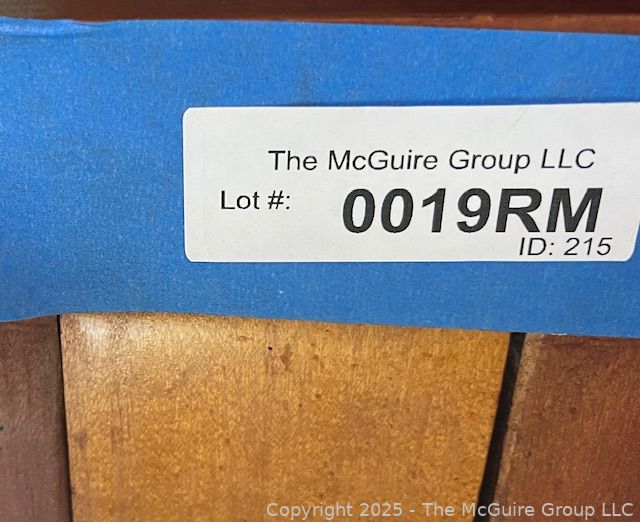 The McGuire Group LLC
Lot #: 0019RM
ID: 215
Copyright 2025 - The McGuire Group LLC